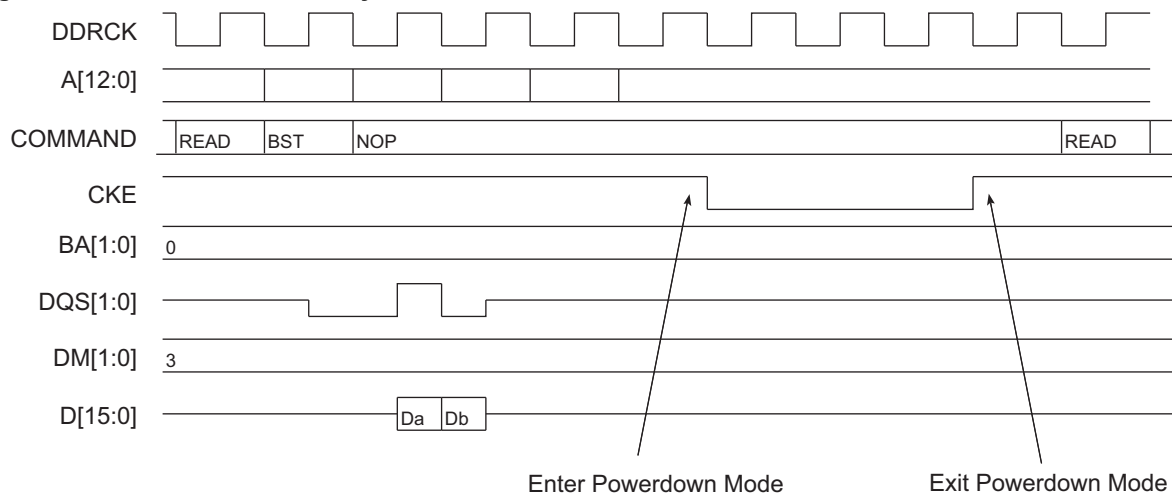 DDRCK
A[12:0]
COMMAND READ BST NOP READ
CKE
BA[1:0] 0
DQS[1:0]
DM[1:0] 3
D[15:0] Da Db
Enter Powerdown Mode Exit Powerdown Mode